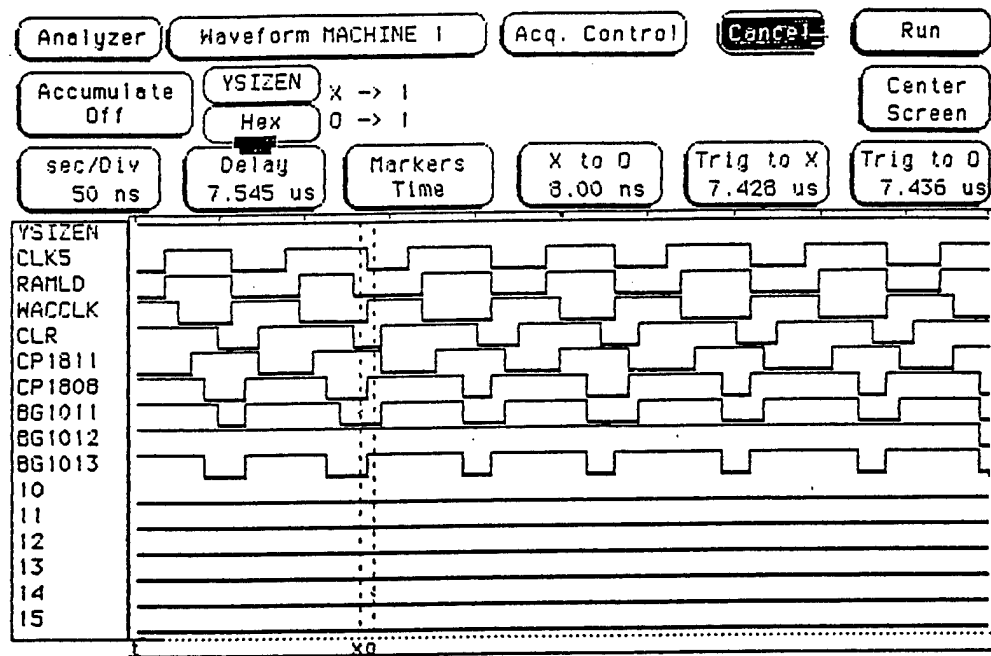 Analyzer Waveform MACHINE 1 Acq. Control Cancel Run
Accumulate Off YSIZEN X -> 1 Center Screen
Hex O -> 1
sec/Div Delay Markers X to O Trig to X Trig to O
50 ns 7.545 us Time 8.00 ns 7.428 us 7.436 us
YSIZEN
CLK5
RAMLD
WACCLK
CLR
CP1811
CP1808
BG1011
BG1012
BG1013
10
11
12
13
14
15
t XO